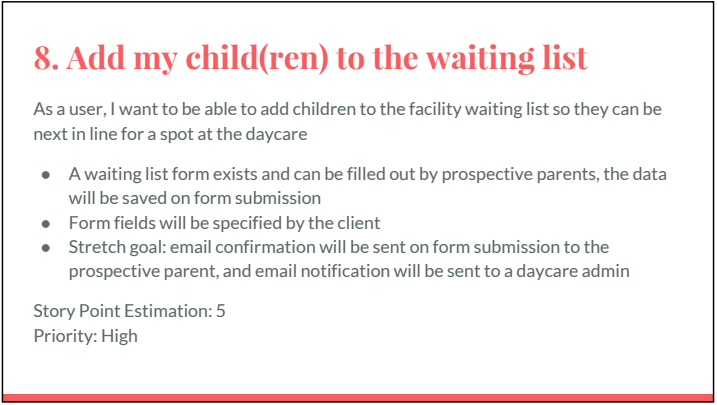 8. Add my child(ren) to the waiting list
As a user, I want to be able to add children to the facility waiting list so they can be
next in line for a spot at the daycare
● A waiting list form exists and can be filled out by prospective parents, the data
will be saved on form submission
● Form fields will be specified by the client
● Stretch goal: email confirmation will be sent on form submission to the
prospective parent, and email notification will be sent to a daycare admin
Story Point Estimation: 5
Priority: High